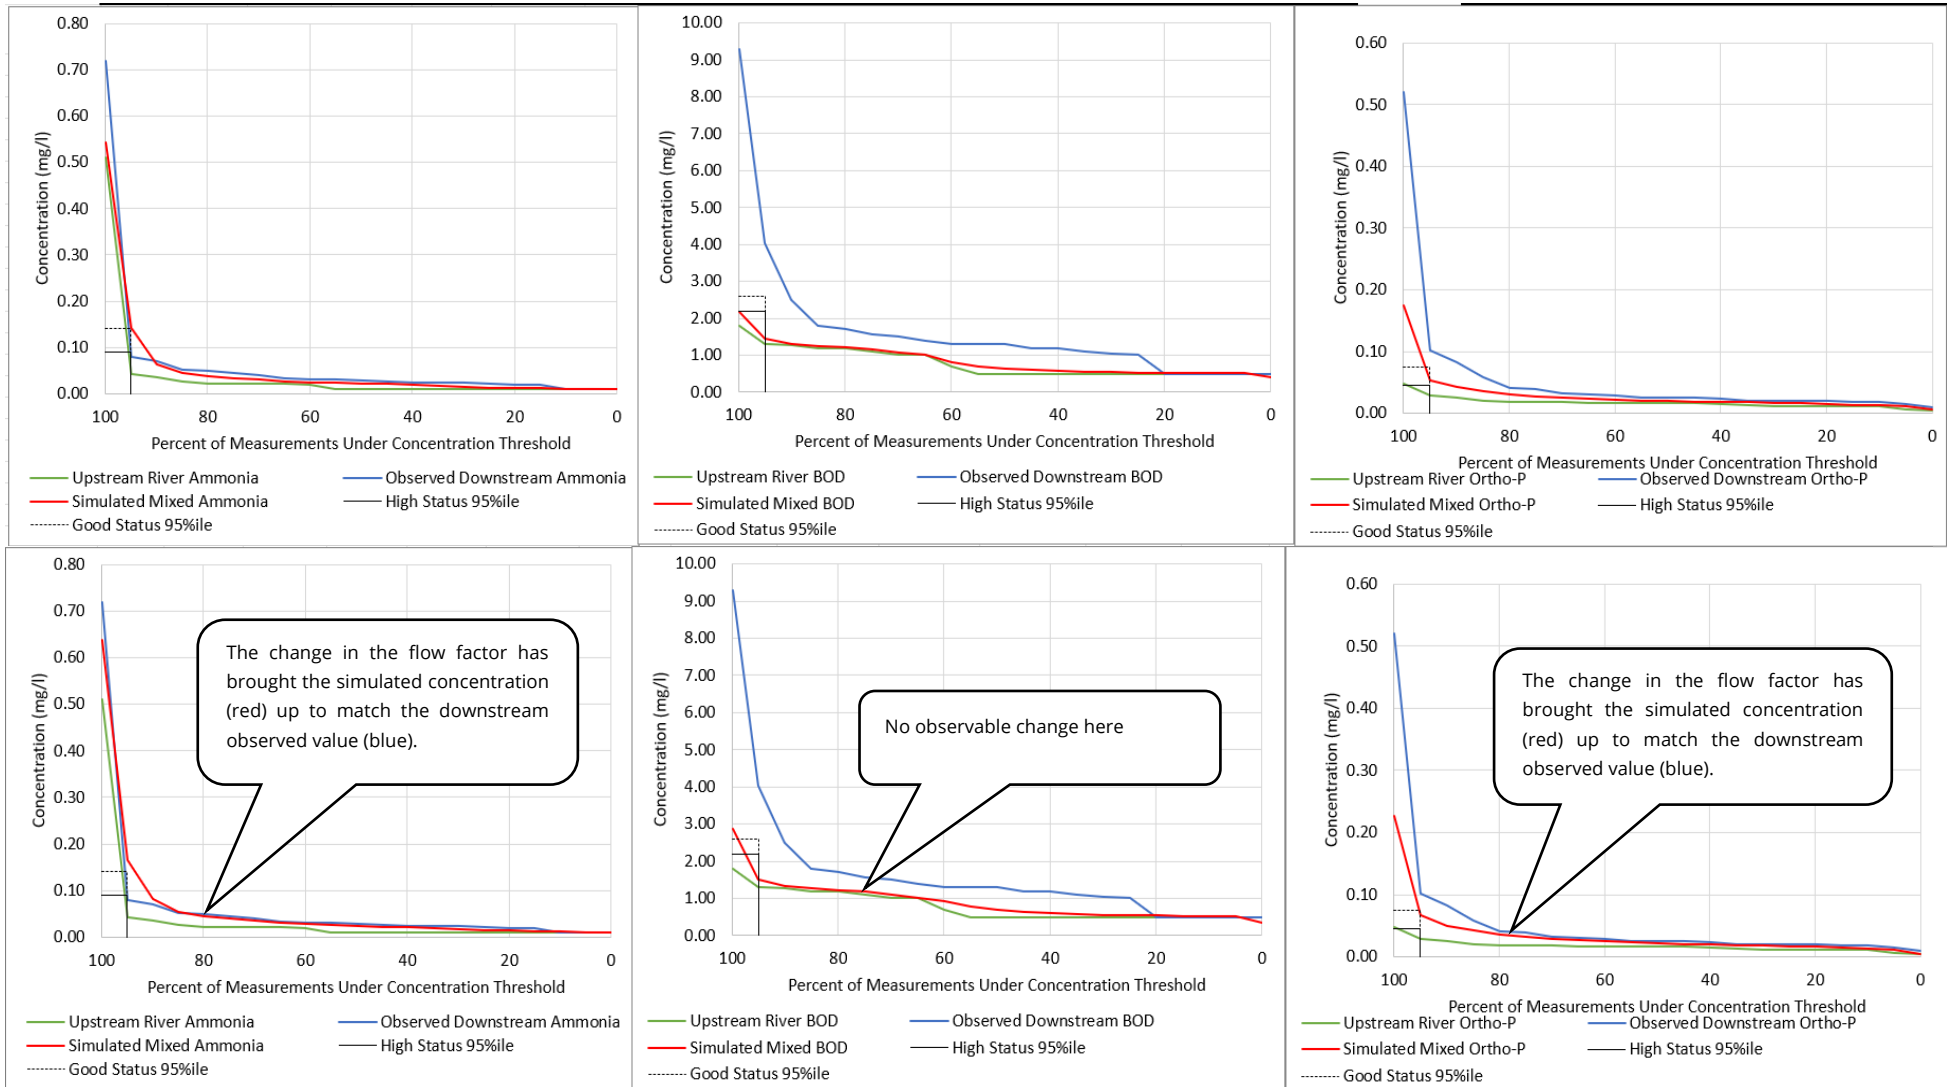 0.80
0.70
0.60
0.50
0.40
0.30
0.20
0.10
0.00
Concentration (mg/l)
100 80 60 40 20 0
Percent of Measurements Under Concentration Threshold
Upstream River Ammonia Observed Downstream Ammonia
Simulated Mixed Ammonia High Status 95%ile
Good Status 95%ile
10.00
9.00
8.00
7.00
6.00
5.00
4.00
3.00
2.00
1.00
0.00
Concentration (mg/l)
100 80 60 40 20 0
Percent of Measurements Under Concentration Threshold
Upstream River BOD Observed Downstream BOD
Simulated Mixed BOD High Status 95%ile
Good Status 95%ile
0.60
0.50
0.40
0.30
0.20
0.10
0.00
Concentration (mg/l)
100 80 60 40 20 0
Percent of Measurements Under Concentration Threshold
Upstream River Ortho-P Observed Downstream Ortho-P
Simulated Mixed Ortho-P High Status 95%ile
Good Status 95%ile
0.80
0.70
0.60
0.50
0.40
0.30
0.20
0.10
0.00
Concentration (mg/l)
The change in the flow factor has
brought the simulated concentration
(red) up to match the downstream
observed value (blue).
100 80 60 40 20 0
Percent of Measurements Under Concentration Threshold
Upstream River Ammonia Observed Downstream Ammonia
Simulated Mixed Ammonia High Status 95%ile
Good Status 95%ile
10.00
9.00
8.00
7.00
6.00
5.00
4.00
3.00
2.00
1.00
0.00
Concentration (mg/l)
No observable change here
100 80 60 40 20 0
Percent of Measurements Under Concentration Threshold
Upstream River BOD Observed Downstream BOD
Simulated Mixed BOD High Status 95%ile
Good Status 95%ile
0.60
0.50
0.40
0.30
0.20
0.10
0.00
Concentration (mg/l)
The change in the flow factor has
brought the simulated concentration
(red) up to match the downstream
observed value (blue).
100 80 60 40 20 0
Percent of Measurements Under Concentration Threshold
Upstream River Ortho-P Observed Downstream Ortho-P
Simulated Mixed Ortho-P High Status 95%ile
Good Status 95%ile